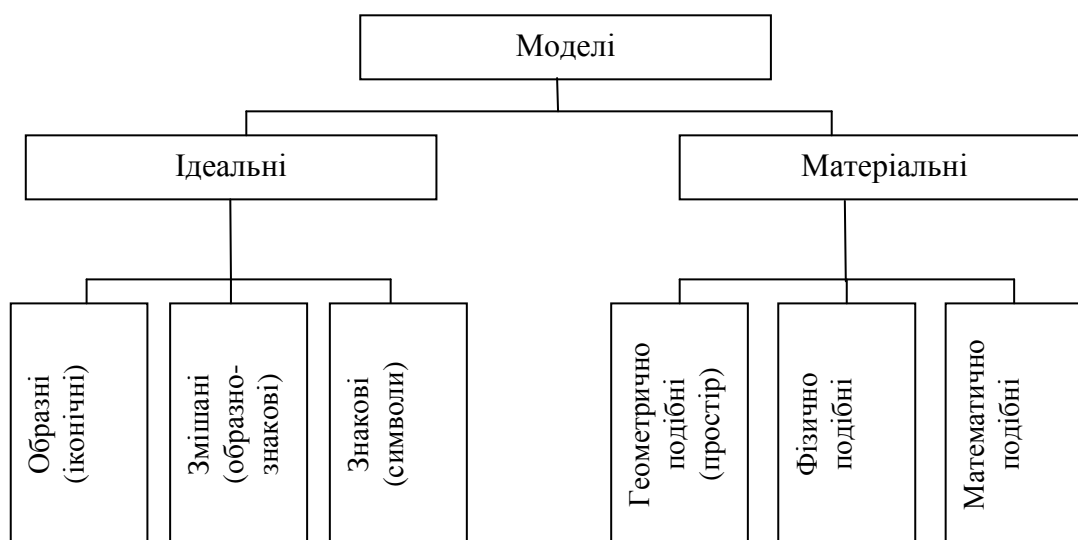 Моделі
Ідеальні
Матеріальні
Образні
(іконічні)
Змішані
(образно-
знакові)
Знакові
(символи)
Геометрично
подібні
(простір)
Фізично
подібні
Математично
подібні